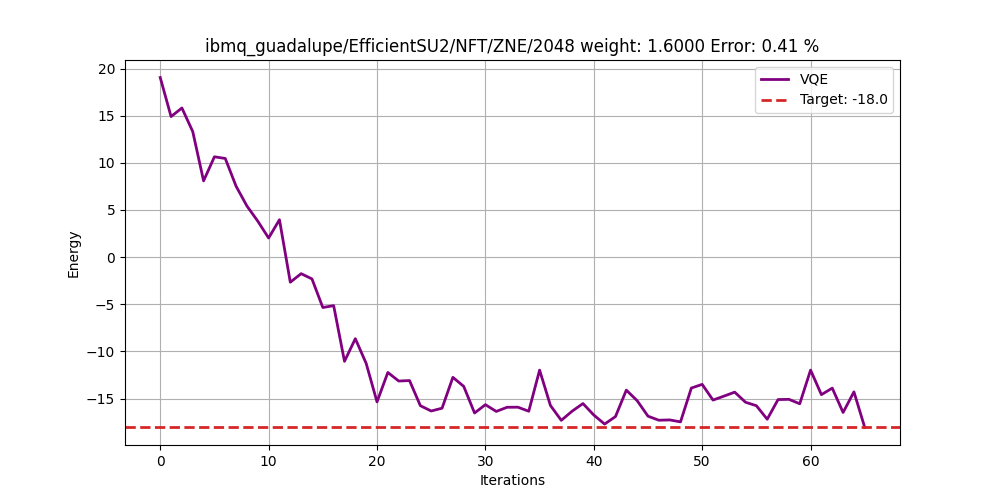 ibmq_guadalupe/EfficientSU2/NFT/ZNE/2048 weight: 1.6000 Error: 0.41 %
VQE
Target: -18.0
20
15
10
5
0
−5
−10
−15
Energy
0 10 20 30 40 50 60
Iterations